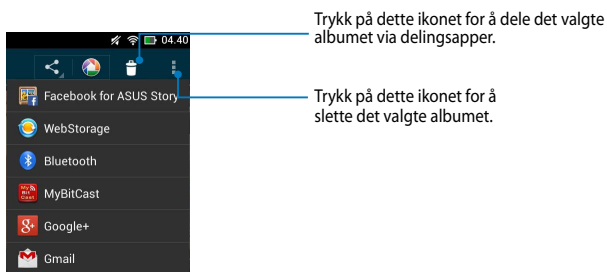 Trykk på dette ikonet for å dele det valgte
albumet via delingsapper.
04.40
Facebook for ASUS Story
WebStorage
Bluetooth
MyBitCast
Google+
Gmail
Trykk på dette ikonet for å
slette det valgte albumet.